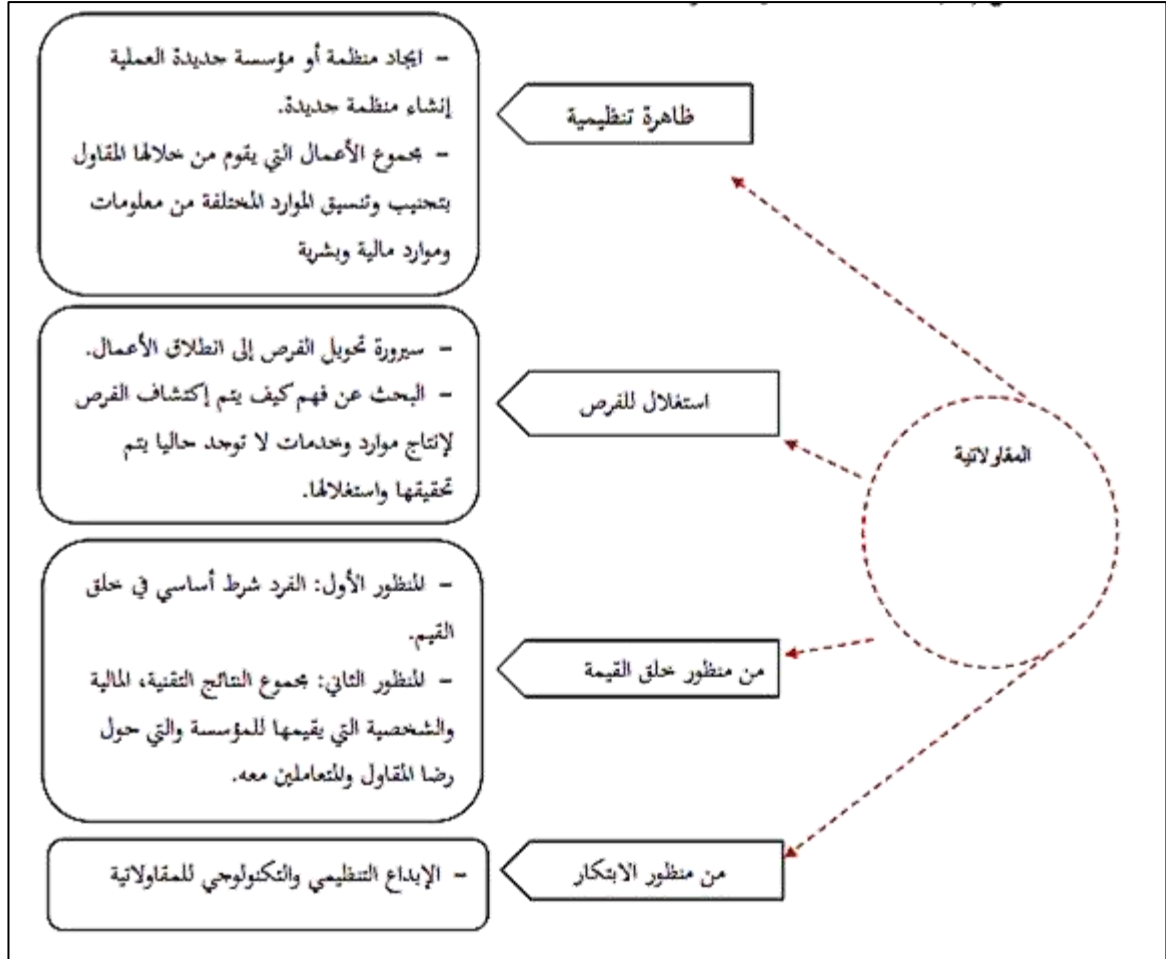 ظاهرة تنظيمية
- ايجاد منظمة أو مؤسسة جديدة العملية
إنشاء منظمة جديدة.
- مجموع الأعمال التي يقوم من خلالها المقاول
بتجنيب وتنسيق الموارد المختلفة من معلومات
وموارد مالية وبشرية
استغلال للفرص
- سيرورة تحويل الفرص إلى انطلاق الأعمال.
- البحث عن فهم كيف يتم إكتشاف الفرص
لإنتاج موارد وخدمات لا توجد حاليا يتم
تحقيقها واستغلالها.
المقاولاتية
من منظور خلق القيمة
- المنظور الأول: الفرد شرط أساسي في خلق
القيم.
- المنظور الثاني: مجموع النتائج التقنية، المالية
والشخصية التي يقيمها للمؤسسة والتي حول
رضا المقاول والمتعاملين معه.
من منظور الابتكار
- الإبداع التنظيمي والتكنولوجي للمقاولاتية